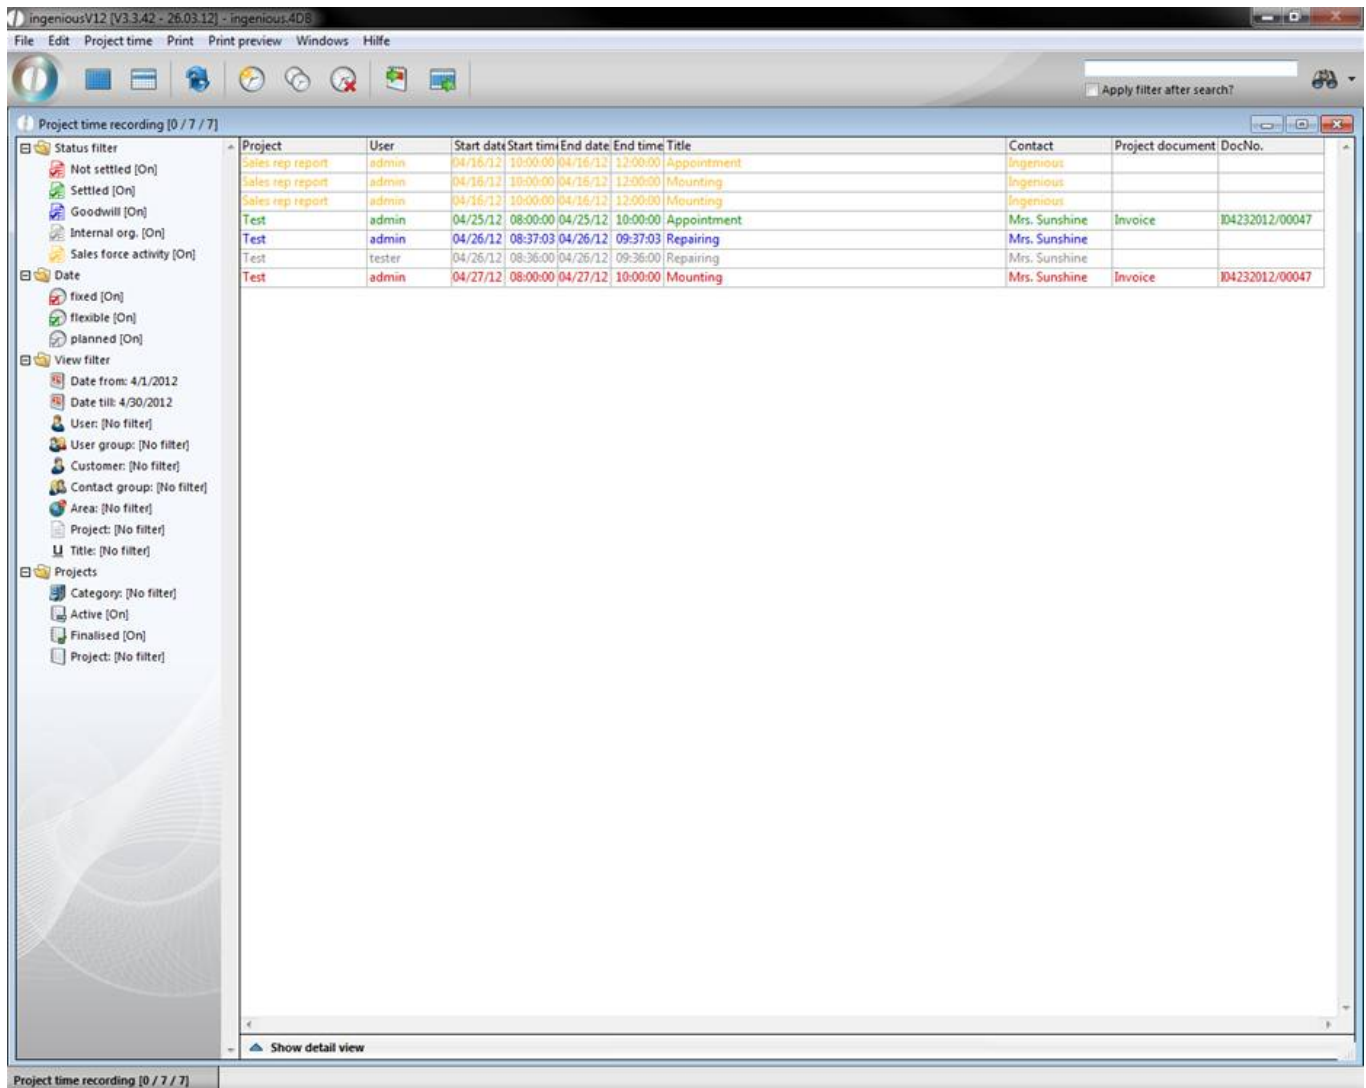 ingeniousV12 [V3.3.42 - 26.03.12] - ingenious.4DB
File Edit Project time Print Print preview Windows Hilfe
Apply filter after search?
Project time recording [0 / 7 / 7]
Status filter
Not settled [On]
Settled [On]
Goodwill [On]
Internal org. [On]
Sales force activity [On]
Date
fixed [On]
flexible [On]
planned [On]
View filter
Date from: 4/1/2012
Date till: 4/30/2012
User: [No filter]
User group: [No filter]
Customer: [No filter]
Contact group: [No filter]
Area: [No filter]
Project: [No filter]
U Title: [No filter]
Projects
Category: [No filter]
Active [On]
Finalised [On]
Project: [No filter]
Project User Start date Start time End date End time Title Contact Project document DocNo.
Sales rep report admin 04/16/12 10:00:00 04/16/12 12:00:00 Appointment Ingenious
Sales rep report admin 04/16/12 10:00:00 04/16/12 12:00:00 Mounting Ingenious
Sales rep report admin 04/16/12 10:00:00 04/16/12 12:00:00 Mounting Ingenious
Test admin 04/25/12 08:00:00 04/25/12 10:00:00 Appointment Mrs. Sunshine Invoice I04232012/00047
Test admin 04/26/12 08:37:03 04/26/12 09:37:03 Repairing Mrs. Sunshine
Test tester 04/26/12 08:36:00 04/26/12 09:36:00 Repairing Mrs. Sunshine
Test admin 04/27/12 08:00:00 04/27/12 10:00:00 Mounting Mrs. Sunshine Invoice I04232012/00047
Show detail view
Project time recording [0 / 7 / 7]